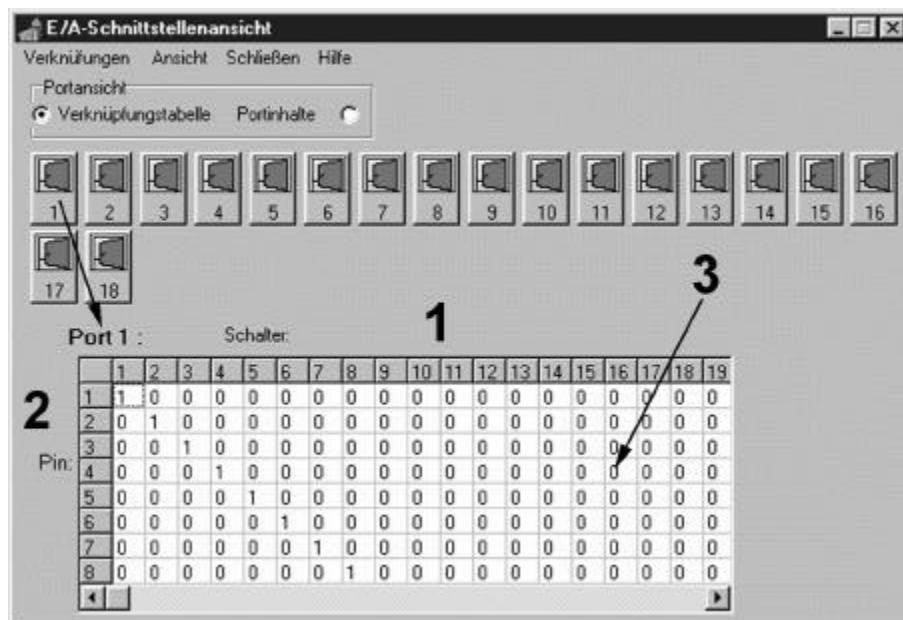 E/A-Schnittstellenansicht
Verknüfungen Ansicht Schließen Hilfe
Portansicht
Verknüpfungstabelle Portinhalte
1 2 3 4 5 6 7 8 9 10 11 12 13 14 15 16
17 18
3
1
Port 1 : Schalter:
1 2 3 4 5 6 7 8 9 10 11 12 13 14 15 16 17 18 19
1 1 0 0 0 0 0 0 0 0 0 0 0 0 0 0 0 0 0 0
2
2 0 1 0 0 0 0 0 0 0 0 0 0 0 0 0 0 0 0 0
3 0 0 1 0 0 0 0 0 0 0 0 0 0 0 0 0 0 0 0
Pin:
4 0 0 0 1 0 0 0 0 0 0 0 0 0 0 0 0 0 0 0
5 0 0 0 0 1 0 0 0 0 0 0 0 0 0 0 0 0 0 0
6 0 0 0 0 0 1 0 0 0 0 0 0 0 0 0 0 0 0 0
7 0 0 0 0 0 0 1 0 0 0 0 0 0 0 0 0 0 0 0
8 0 0 0 0 0 0 0 1 0 0 0 0 0 0 0 0 0 0 0